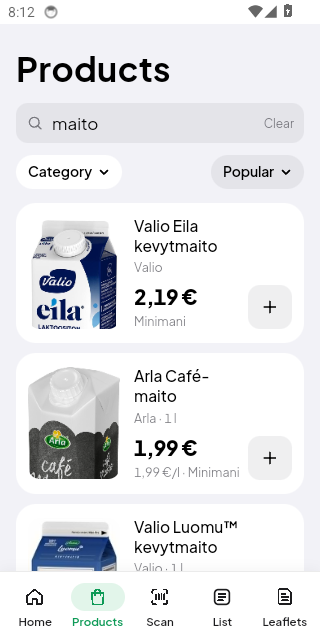 8:12
Products
maito
Clear
Category
Popular
Valio
eila
LAKTOOSITON
Valio Eila
kevytmaito
Valio
2,19 €
Minimani
Arla
café
Arla Café-
maito
Arla · 1 l
1,99 €
1,99 €/l · Minimani
Luomu
Valio Luomu™
kevytmaito
Valio · 1 l
Home
Products
Scan
List
Leaflets